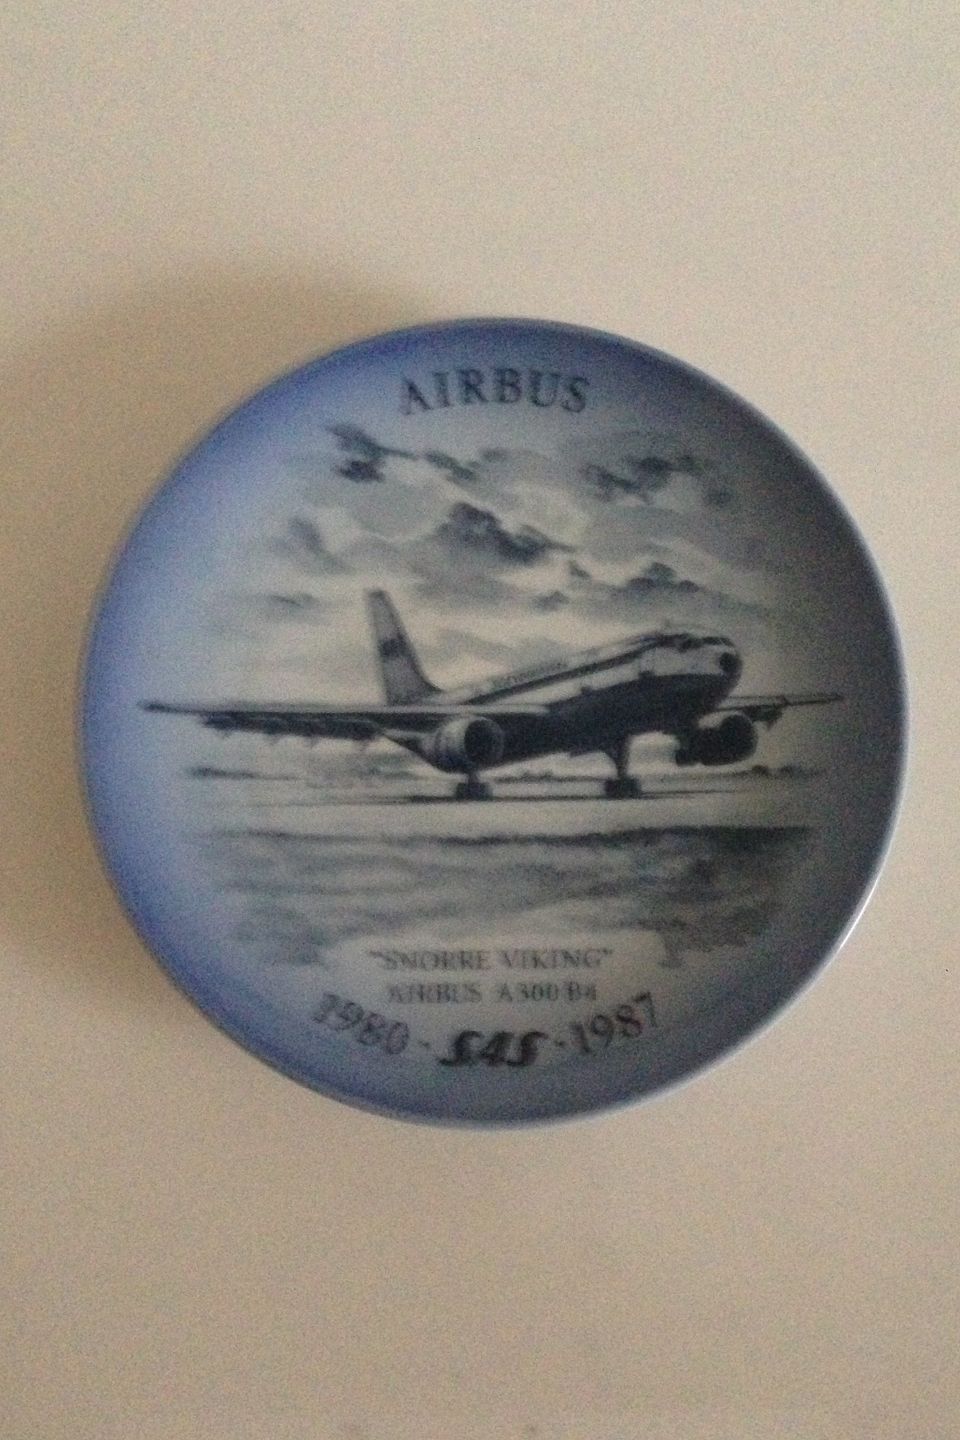 AIRBUS
"SNORRE VIKING"
AIRBUS A300 B4
1980 - SAS - 1987